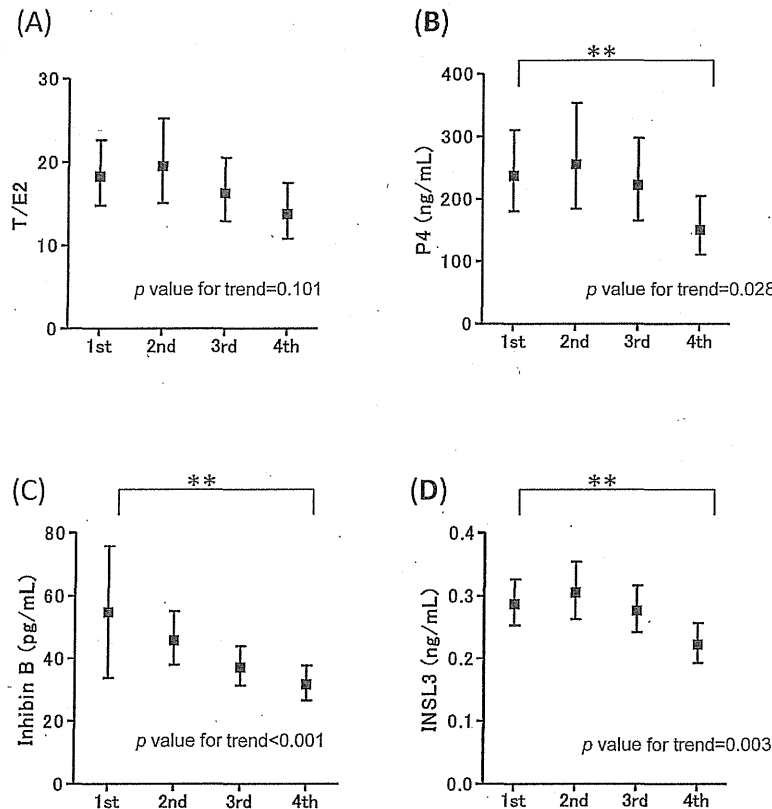 (A)
30
20
10
0
T/E2
p value for trend=0.101
1st 2nd 3rd 4th
(B)
**
400
300
200
100
0
P4 (ng/mL)
p value for trend=0.028
1st 2nd 3rd 4th
(C)
**
80
60
40
20
0
Inhibin B (pg/mL)
p value for trend<0.001
1st 2nd 3rd 4th
(D)
**
0.4
0.3
0.2
0.1
0.0
INSL3 (ng/mL)
p value for trend=0.003
1st 2nd 3rd 4th